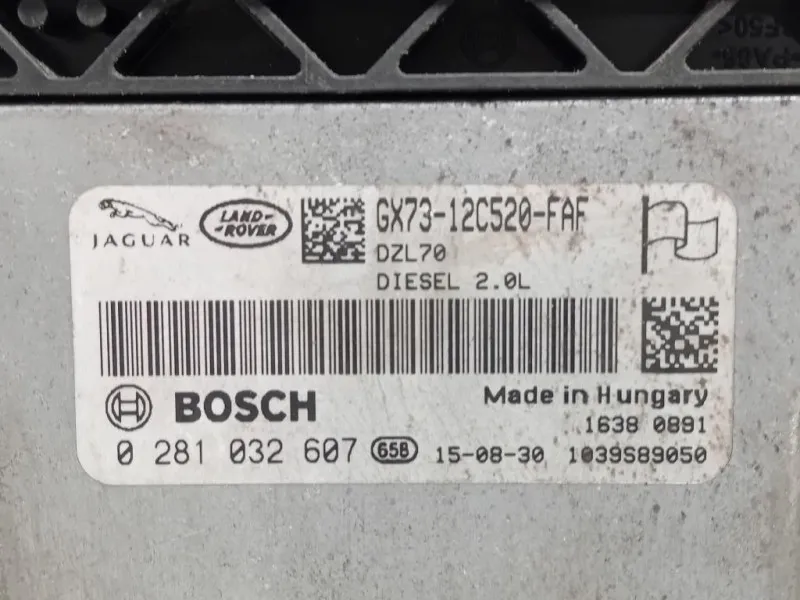 JAGUAR
LAND-
-ROVER
GX73-12C520-FAF
DZL70
DIESEL 2.0L
BOSCH
Made in Hungary
1638 0891
0 281 032 607 65B 15-08-30 1039S89050